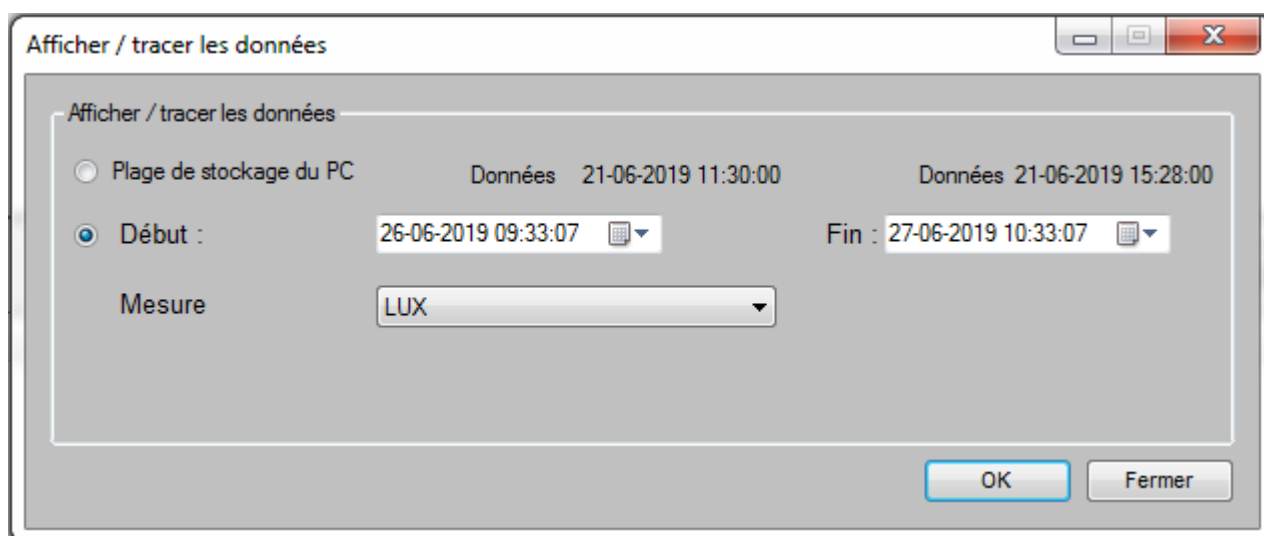 Afficher / tracer les données
Afficher / tracer les données
Plage de stockage du PC Données 21-06-2019 11:30:00 Données 21-06-2019 15:28:00
Début : 26-06-2019 09:33:07 Fin : 27-06-2019 10:33:07
Mesure LUX
OK Fermer